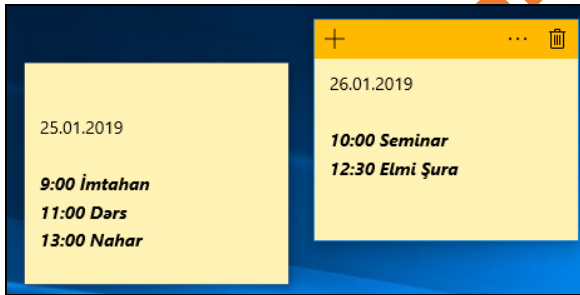 25.01.2019
9:00 İmtahan
11:00 Dərs
13:00 Nahar
26.01.2019
10:00 Seminar
12:30 Elmi Şura